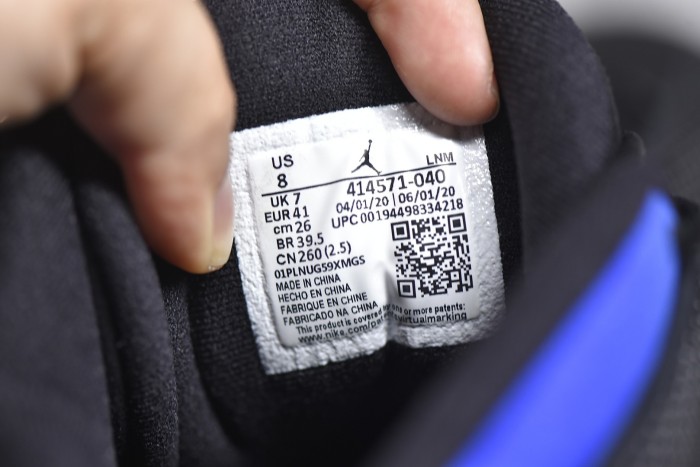 US LNM
8 414571-040
UK 7 04/01/20 | 06/01/20
EUR 41 UPC 00194498334218
cm 26
BR 39.5
CN 260 (2.5)
01PLNUG59XMGS
MADE IN CHINA
HECHO EN CHINA
FABRIQUE EN CHINE
FABRICADO NA CHINA
This product is covered by one or more patents:
www.nike.com/ virtualmarking